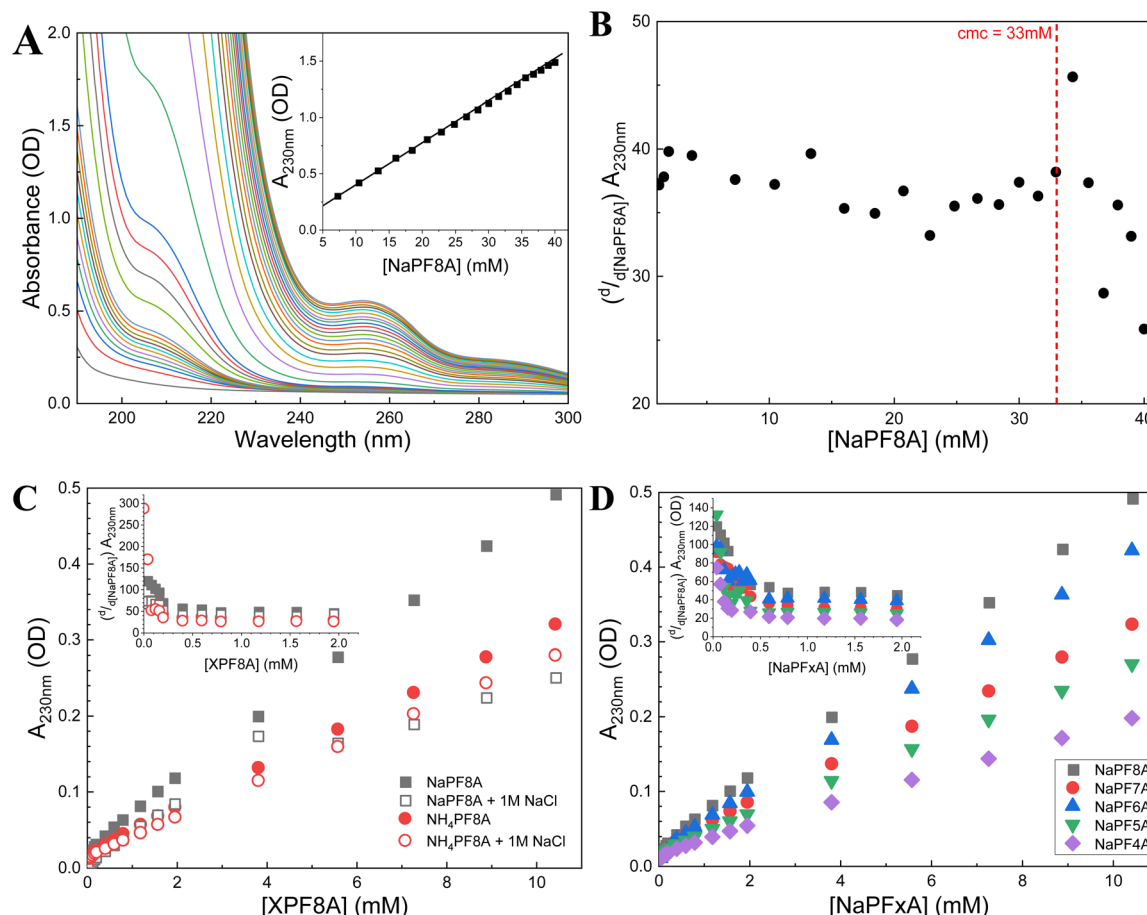 A
2.0
1.5
1.0
0.5
0.0
Absorbance (OD)
200
220
240
260
280
300
Wavelength (nm)
1.5
1.0
0.5
0.0
A230nm (OD)
5
10
15
20
25
30
35
40
[NaPF8A] (mM)
B
cmc = 33mM
50
40
30
20
(d/d[NaPF8A]) A230nm
10
20
30
40
[NaPF8A] (mM)
C
0.5
0.4
0.3
0.2
0.1
0.0
A230nm (OD)
0
2
4
6
8
10
[XPF8A] (mM)
300
250
200
150
100
50
0
(d/d[NaPF8A]) A230nm
0.0
0.5
1.0
1.5
2.0
[XPF8A] (mM)
NaPF8A
NaPF8A + 1M NaCl
NH4PF8A
NH4PF8A + 1M NaCl
D
0.5
0.4
0.3
0.2
0.1
0.0
A230nm (OD)
0
2
4
6
8
10
[NaPFxA] (mM)
140
120
100
80
60
40
20
0
(d/d[NaPF8A]) A230nm (OD)
0.0
0.5
1.0
1.5
2.0
[NaPFxA] (mM)
NaPF8A
NaPF7A
NaPF6A
NaPF5A
NaPF4A